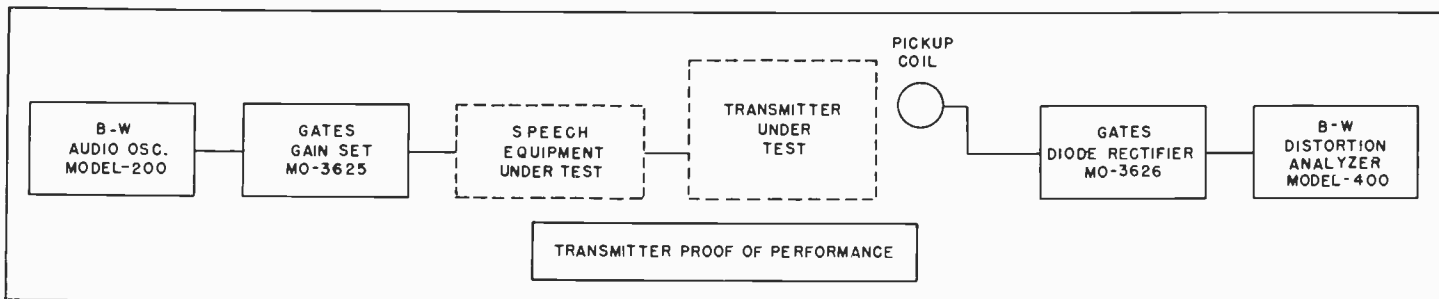 B-W
AUDIO OSC.
MODEL-200
GATES
GAIN SET
MO-3625
SPEECH
EQUIPMENT
UNDER TEST
TRANSMITTER
UNDER
TEST
PICKUP
COIL
GATES
DIODE RECTIFIER
MO-3626
B-W
DISTORTION
ANALYZER
MODEL-400
TRANSMITTER PROOF OF PERFORMANCE